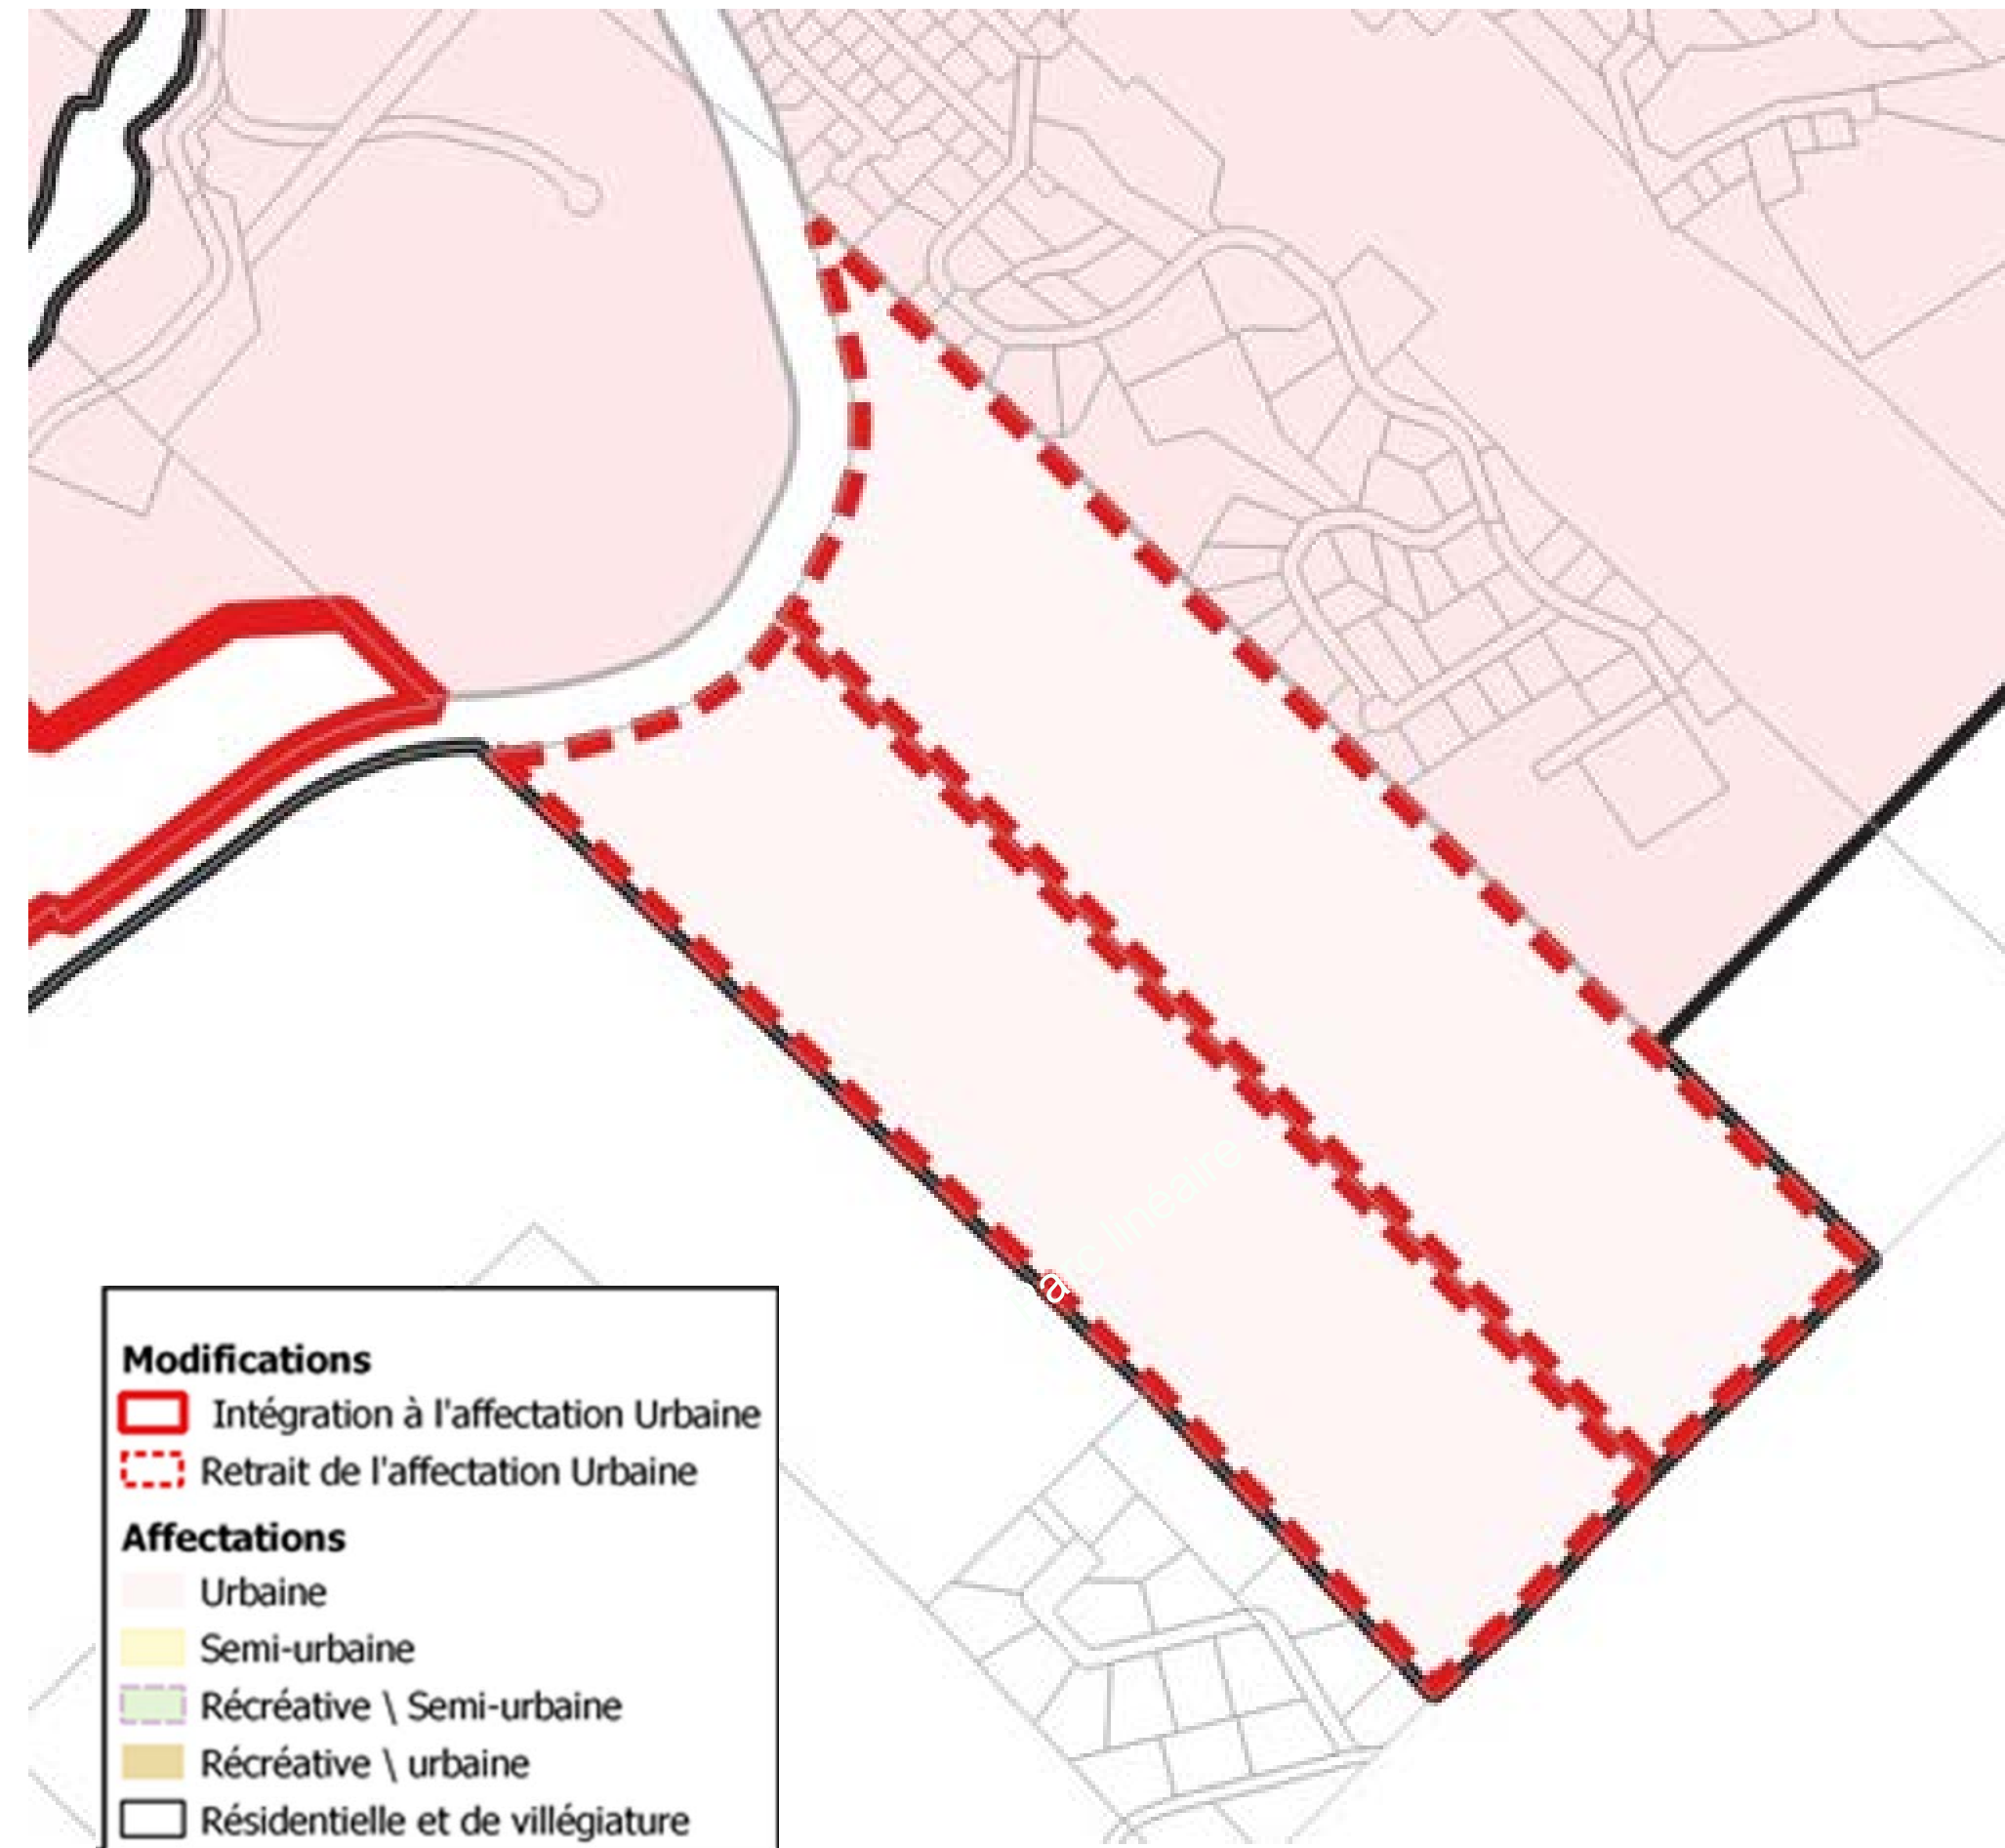 linéaire
a
Modifications
Intégration à l'affectation Urbaine
Retrait de l'affectation Urbaine
Affectations
Urbaine
Semi-urbaine
Récréative \ Semi-urbaine
Récréative \ urbaine
Résidentielle et de villégiature